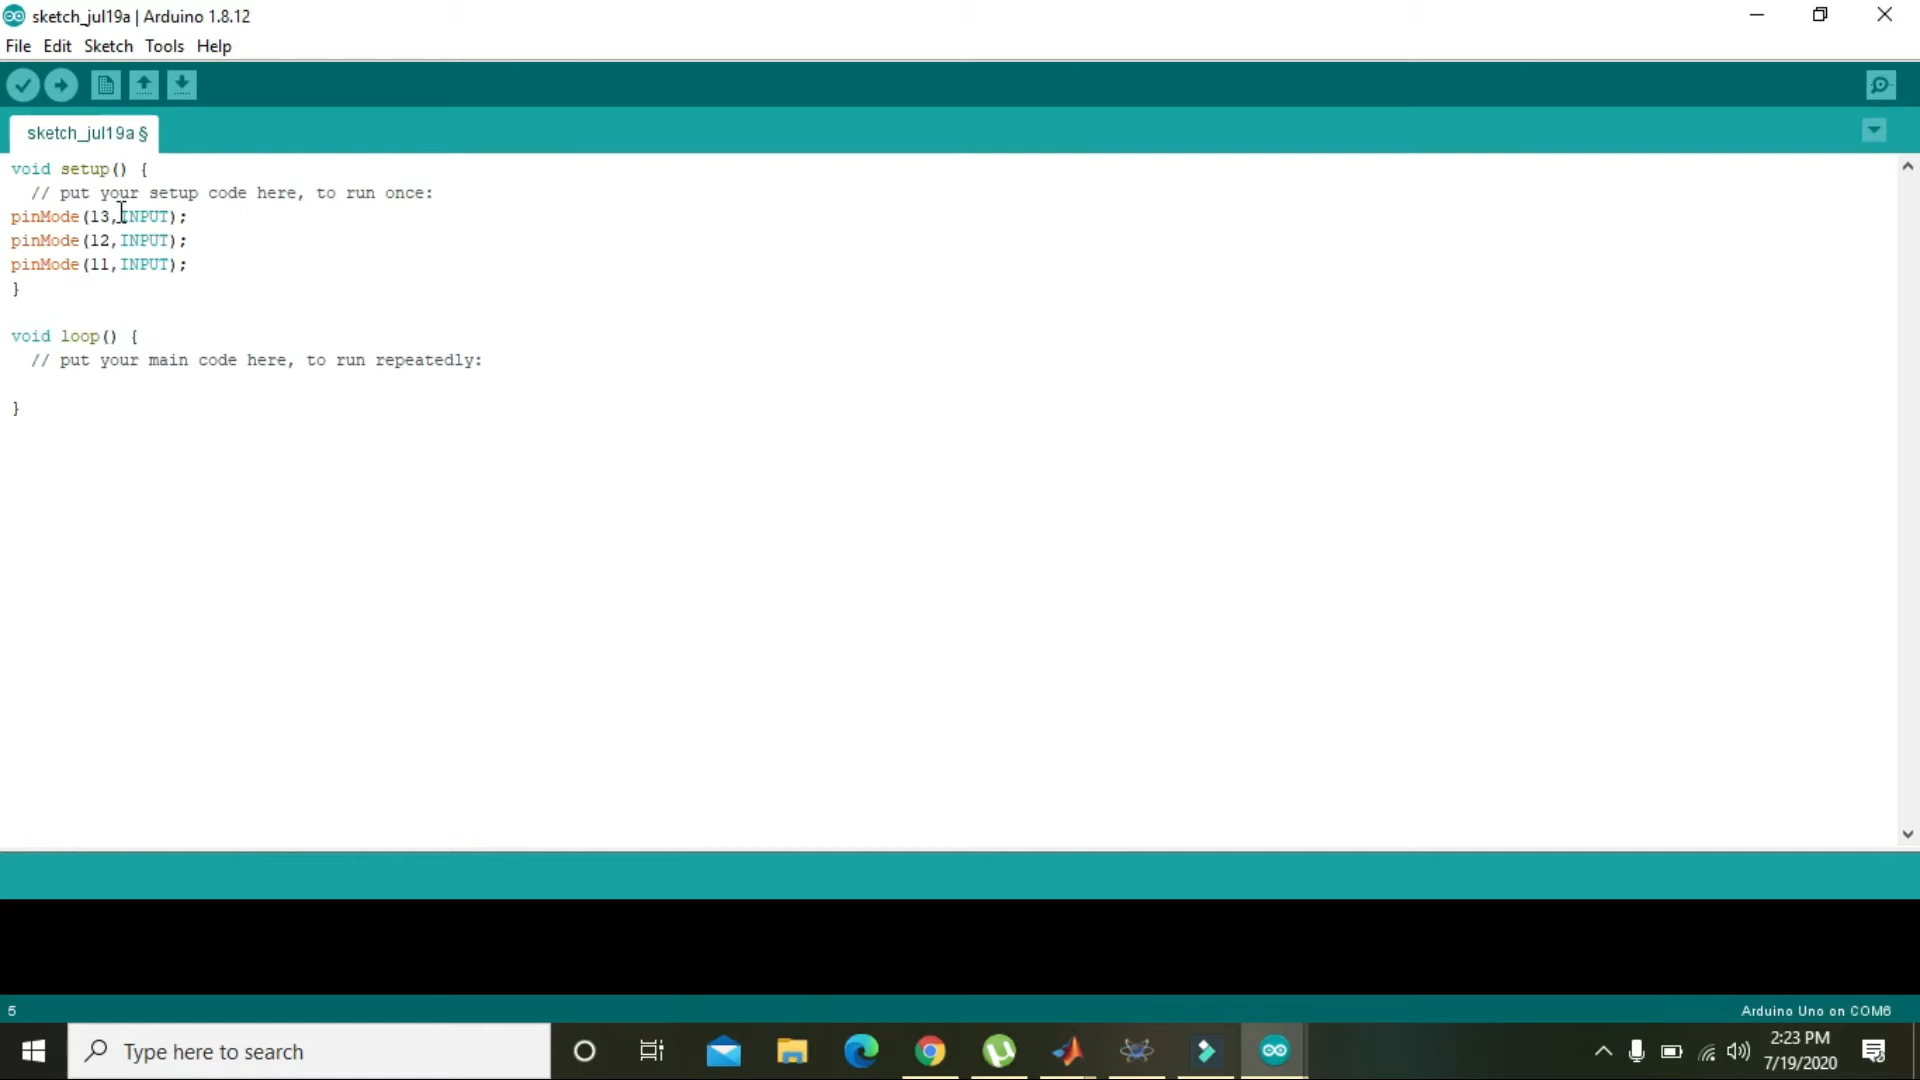 sketch_jul19a | Arduino 1.8.12
File Edit Sketch Tools Help
sketch_jul19a §
void setup() {
// put your setup code here, to run once:
pinMode(13,INPUT);
pinMode(12,INPUT);
pinMode(11,INPUT);
}
void loop() {
// put your main code here, to run repeatedly:
}
5
Arduino Uno on COM6
Type here to search
2:23 PM
7/19/2020